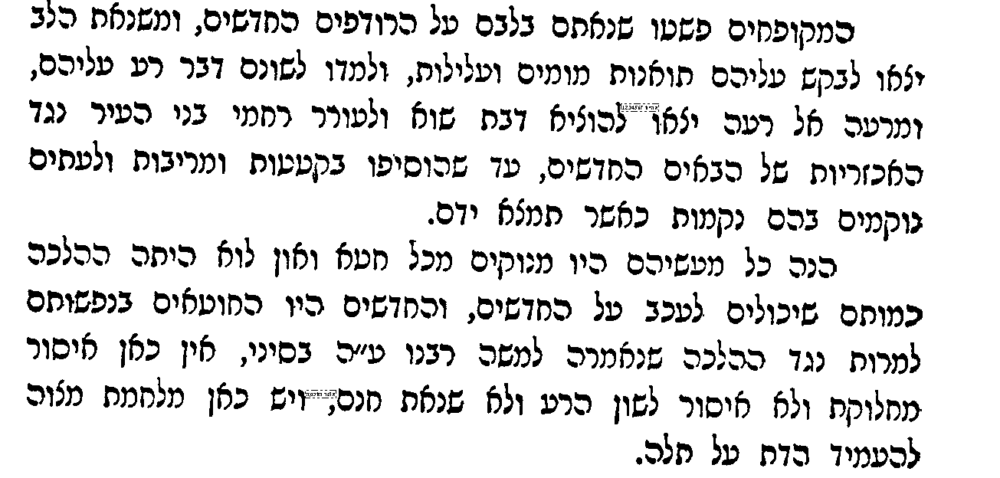 המקופחים פשטו שנאתם בלבם על הרודפים החדשים, ומשנאת הלב
יצאו לבקש עליהם תואנות מומים ועלילות, ולמדו לשונם דבר רע עליהם,
ומרעה אל רעה יצאו להוציא דבת שוא ולעורר רחמי בני העיר נגד
האכזריות של הבאים החדשים, עד שהוסיפו בקטטות ומריבות ולעתים
נוקמים בהם נקמות כאשר תמצא ידם.
הנה כל מעשיהם היו מנוקים מכל חטא ואון לוא היתה ההלכה
כמותם שיכולים לעכב על החדשים, והחדשים היו החוטאים בנפשותם
למרות נגד ההלכה שנאמרה למשה רבנו ע״ה בסיני, אין כאן איסור
מחלוקת ולא איסור לשון הרע ולא שנאת חנם, ויש כאן מלחמת מצוה
להעמיד הדת על תלה.